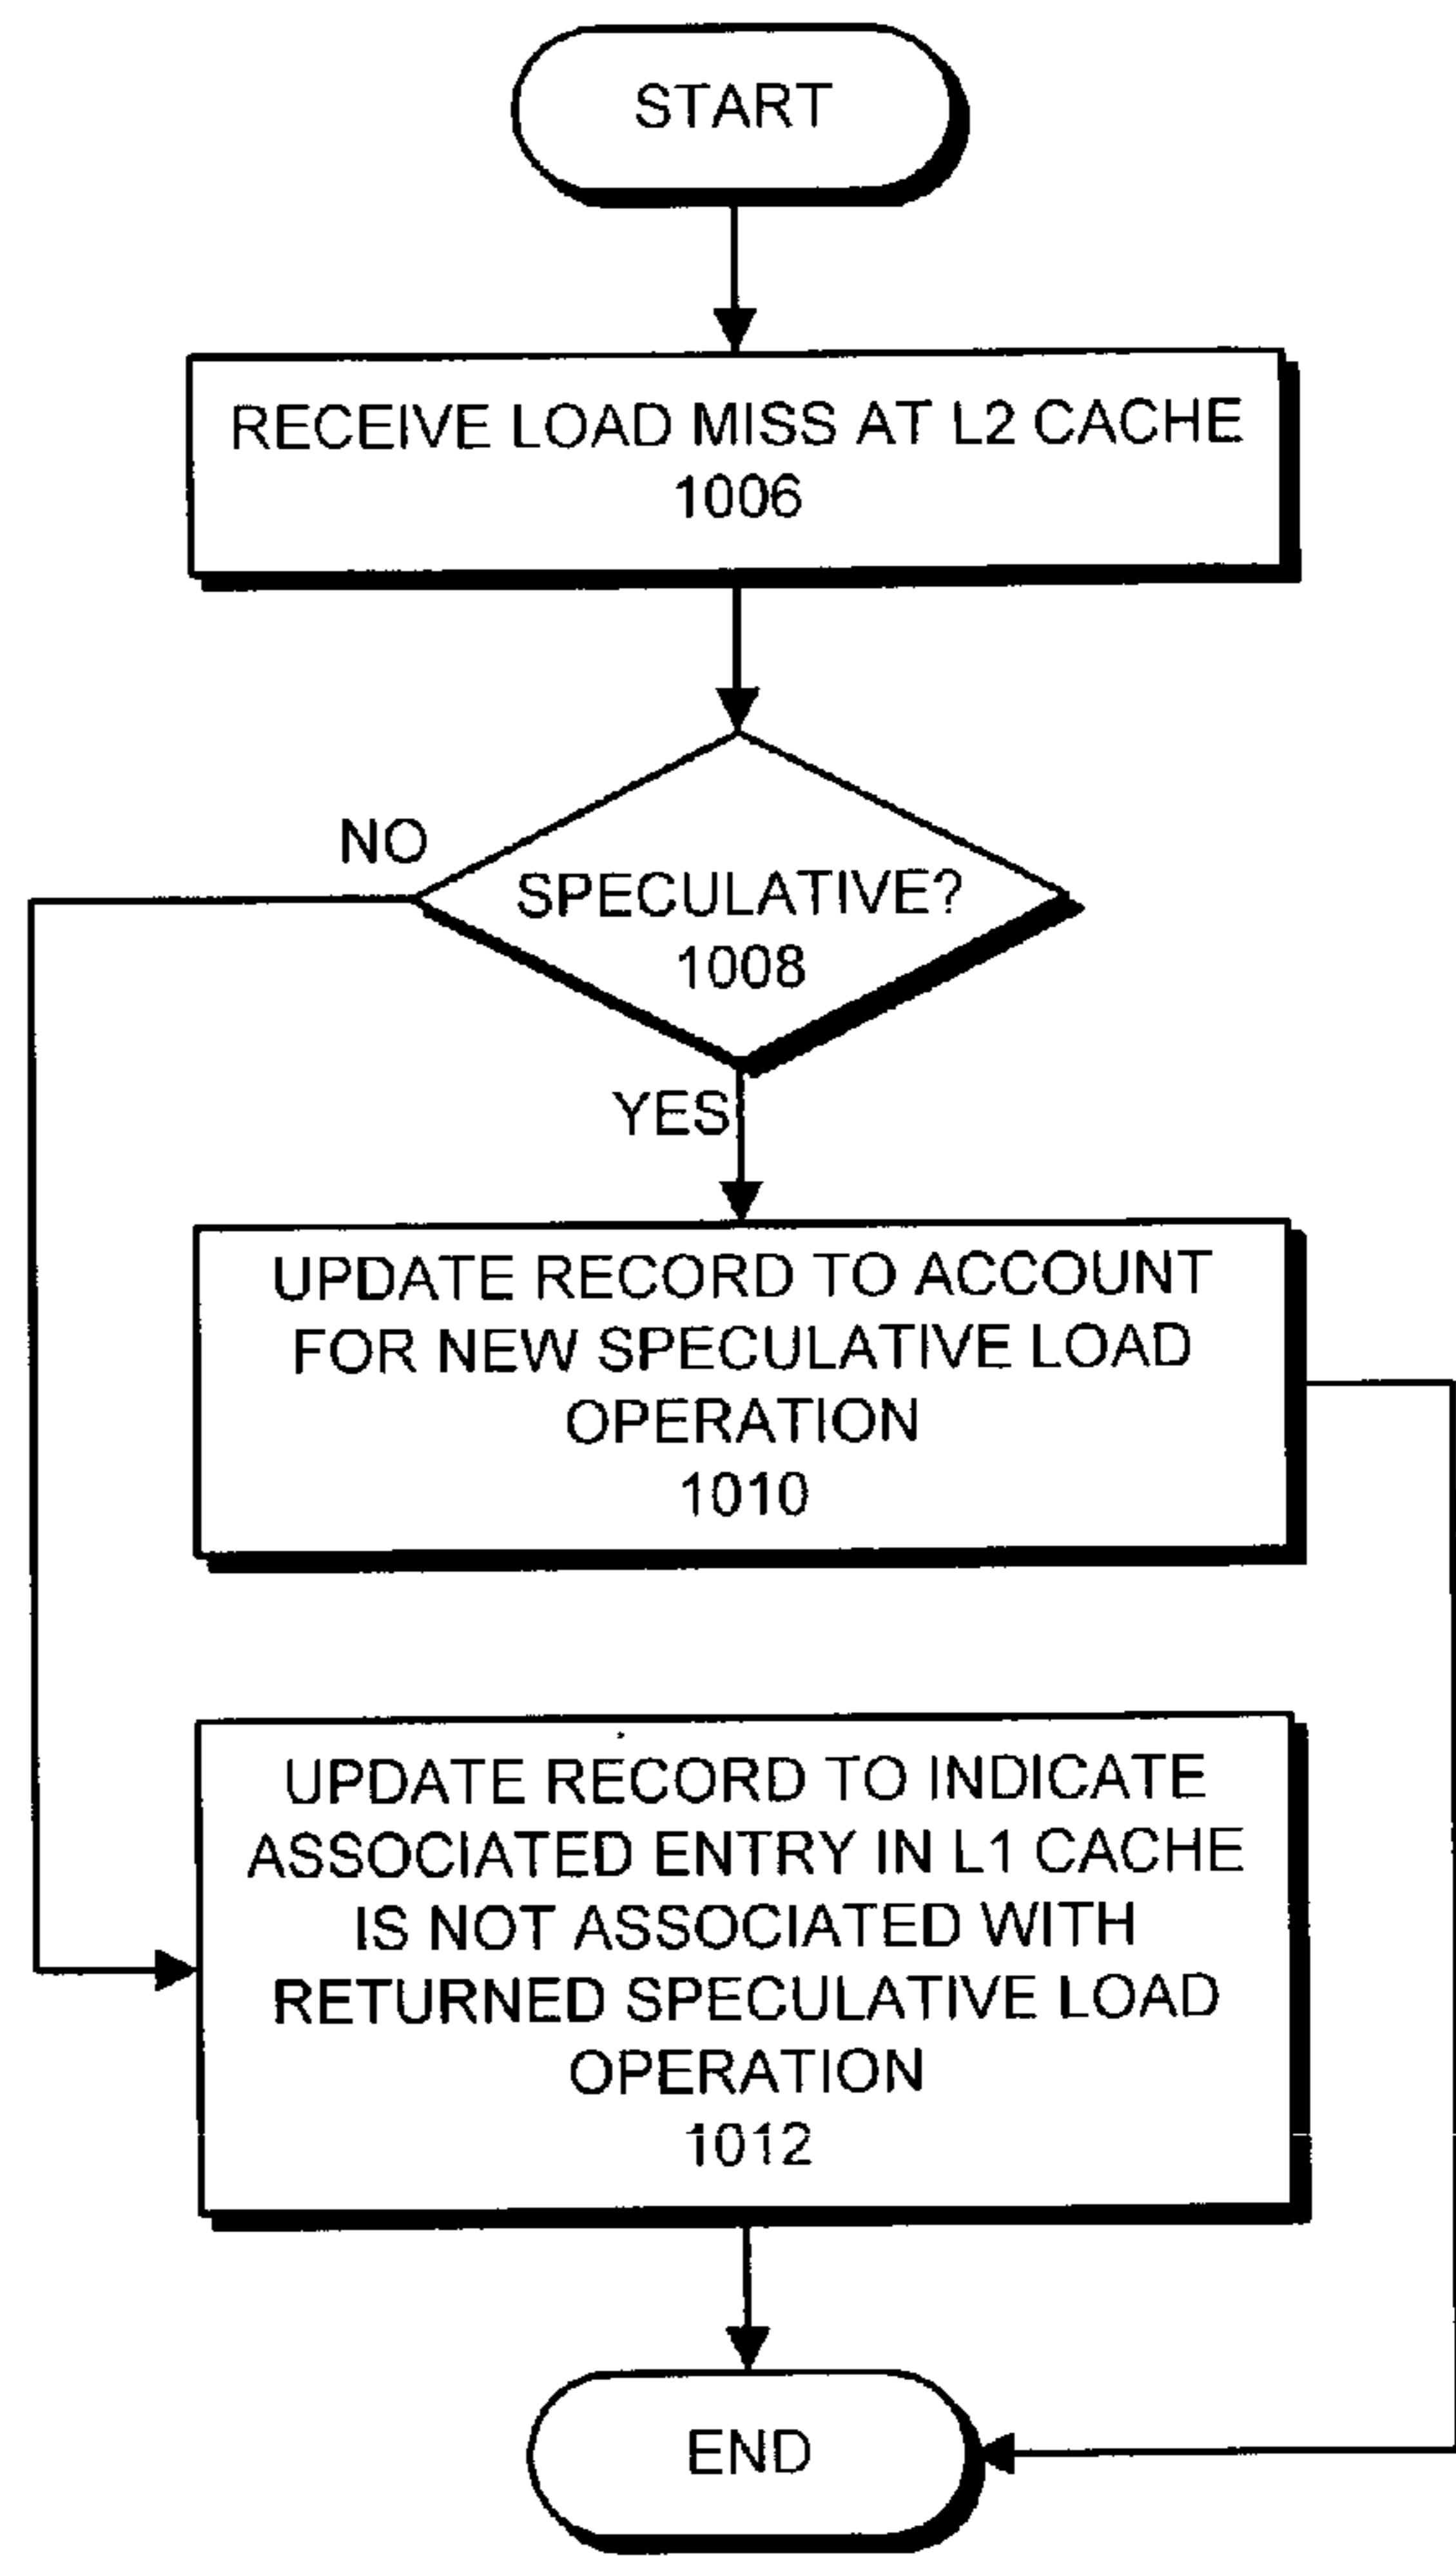 START
RECEIVE LOAD MISS AT L2 CACHE
1006
NO
SPECULATIVE?
1008
YES
UPDATE RECORD TO ACCOUNT
FOR NEW SPECULATIVE LOAD
OPERATION
1010
UPDATE RECORD TO INDICATE
ASSOCIATED ENTRY IN L1 CACHE
IS NOT ASSOCIATED WITH
RETURNED SPECULATIVE LOAD
OPERATION
1012
END